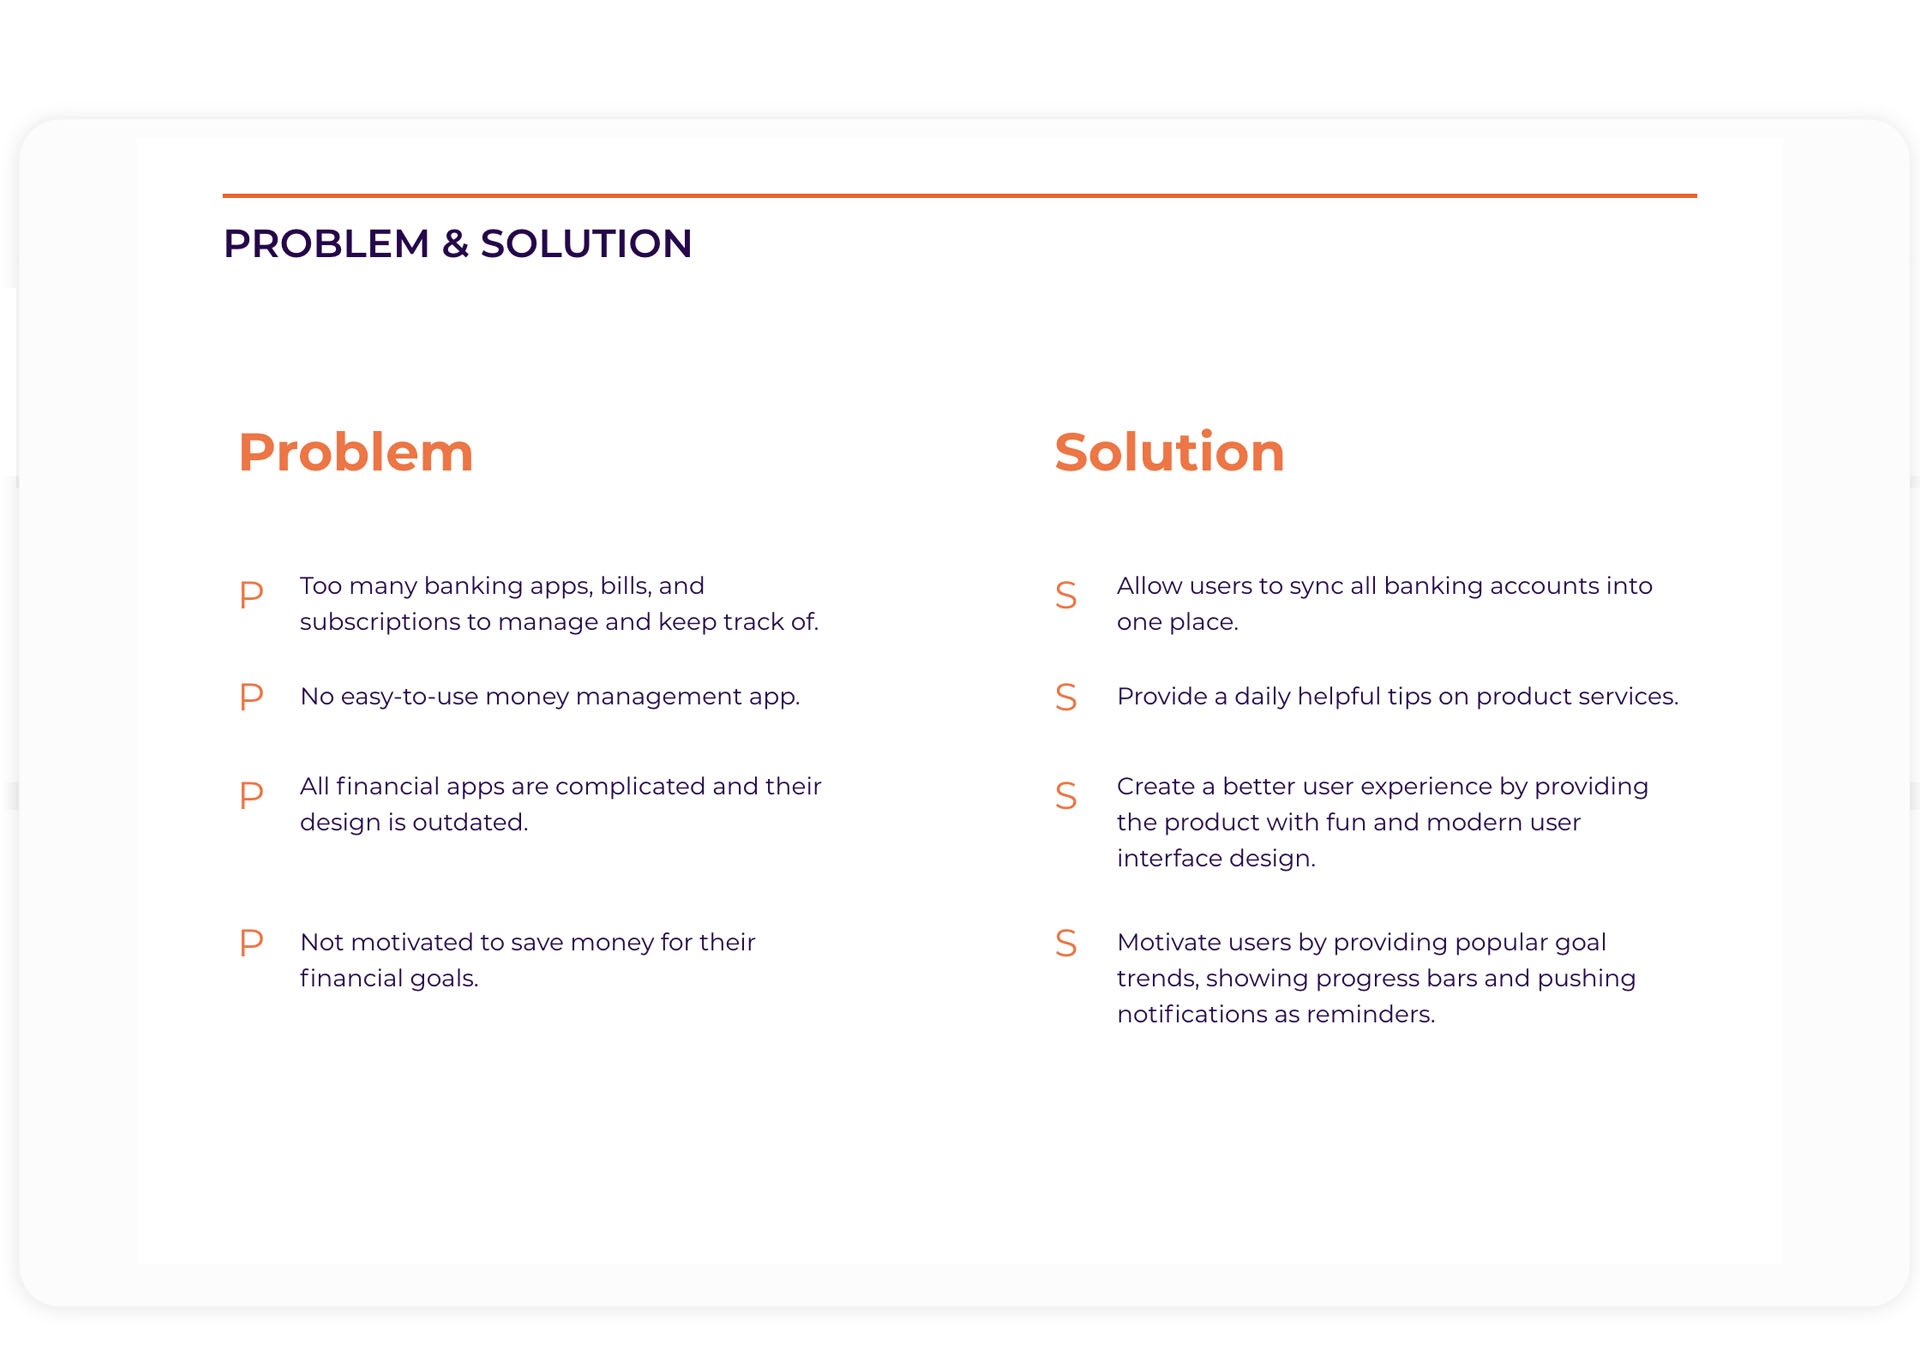 PROBLEM & SOLUTION
Problem
P
Too many banking apps, bills, and
subscriptions to manage and keep track of.
P
No easy-to-use money management app.
P
All financial apps are complicated and their
design is outdated.
P
Not motivated to save money for their
financial goals.
Solution
S
Allow users to sync all banking accounts into
one place.
S
Provide a daily helpful tips on product services.
S
Create a better user experience by providing
the product with fun and modern user
interface design.
S
Motivate users by providing popular goal
trends, showing progress bars and pushing
notifications as reminders.